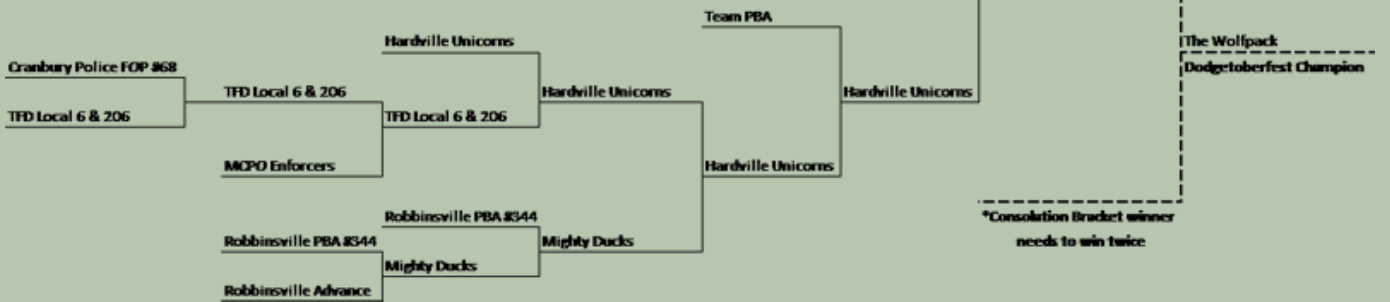 Team PBA
Hardville Unicorns
The Wolfpack
Cranbury Police FOP #68
Dodgetoberfest Champion
TFD Local 6 & 206
Hardville Unicorns
Hardville Unicorns
TFD Local 6 & 206
TFD Local 6 & 206
MCPO Enforcers
Hardville Unicorns
Robbinsville PBA #344
*Consolation Bracket winner
needs to win twice
Robbinsville PBA #344
Mighty Ducks
Mighty Ducks
Robbinsville Advance